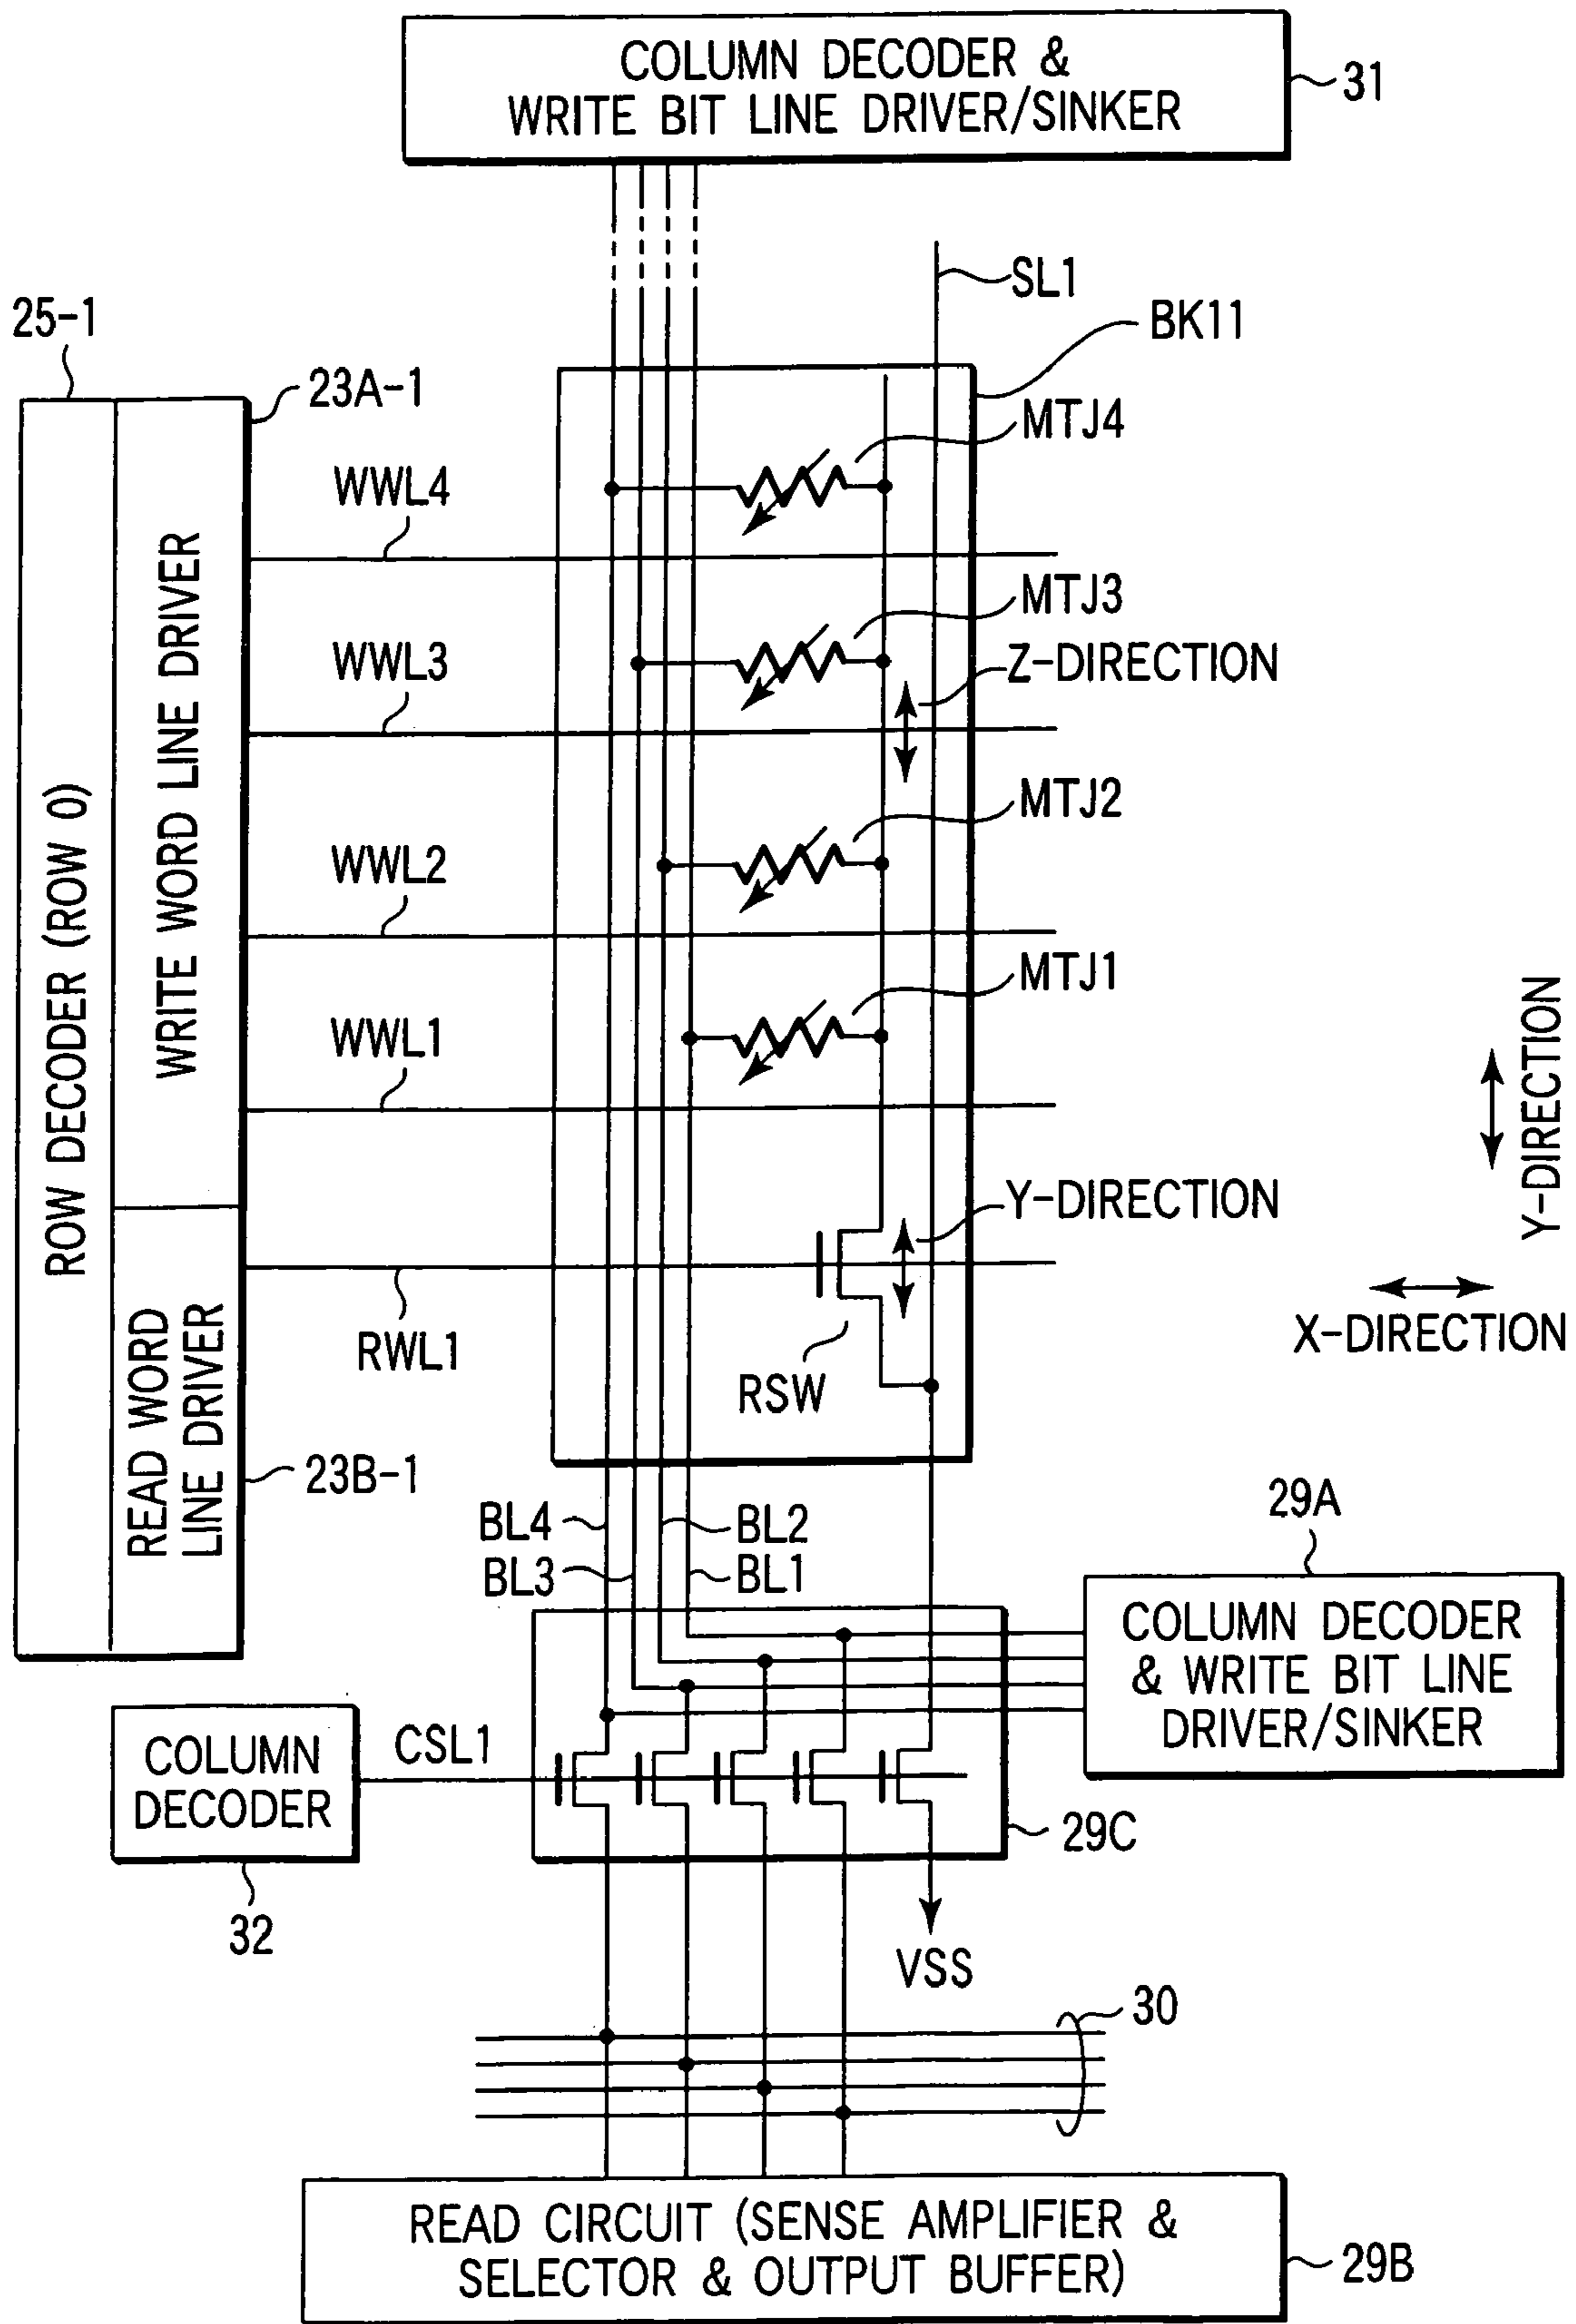 COLUMN DECODER &
WRITE BIT LINE DRIVER/SINKER
31
SL1
BK11
25-1
23A-1
MTJ4
WWL4
MTJ3
WWL3
Z-DIRECTION
MTJ2
WWL2
MTJ1
WWL1
ROW DECODER (ROW 0)
WRITE WORD LINE DRIVER
READ WORD
LINE DRIVER
Y-DIRECTION
Y-DIRECTION
X-DIRECTION
RWL1
RSW
23B-1
BL4
BL2
BL3
BL1
29A
COLUMN DECODER
& WRITE BIT LINE
DRIVER/SINKER
COLUMN
DECODER
CSL1
29C
32
VSS
30
READ CIRCUIT (SENSE AMPLIFIER &
SELECTOR & OUTPUT BUFFER)
29B